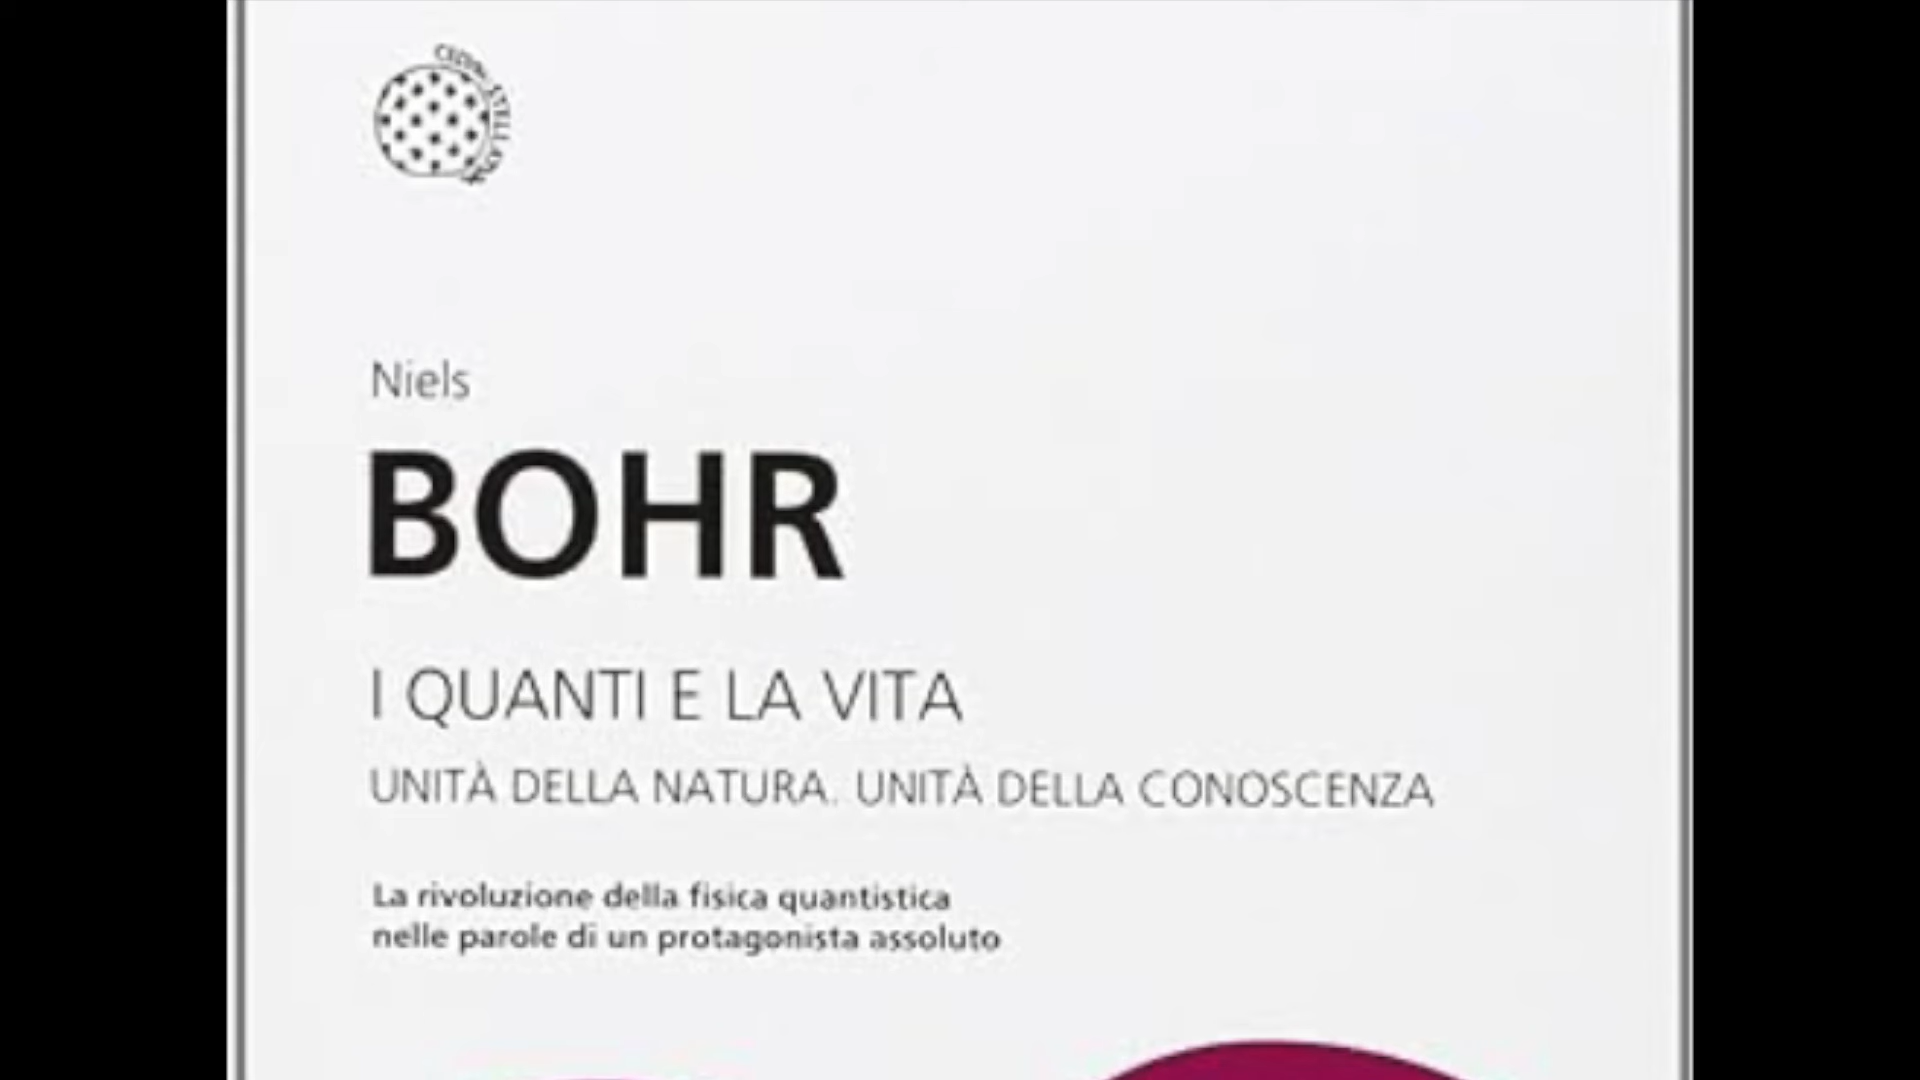 Niels
BOHR
I QUANTI E LA VITA
UNITÀ DELLA NATURA. UNITÀ DELLA CONOSCENZA
La rivoluzione della fisica quantistica
nelle parole di un protagonista assoluto